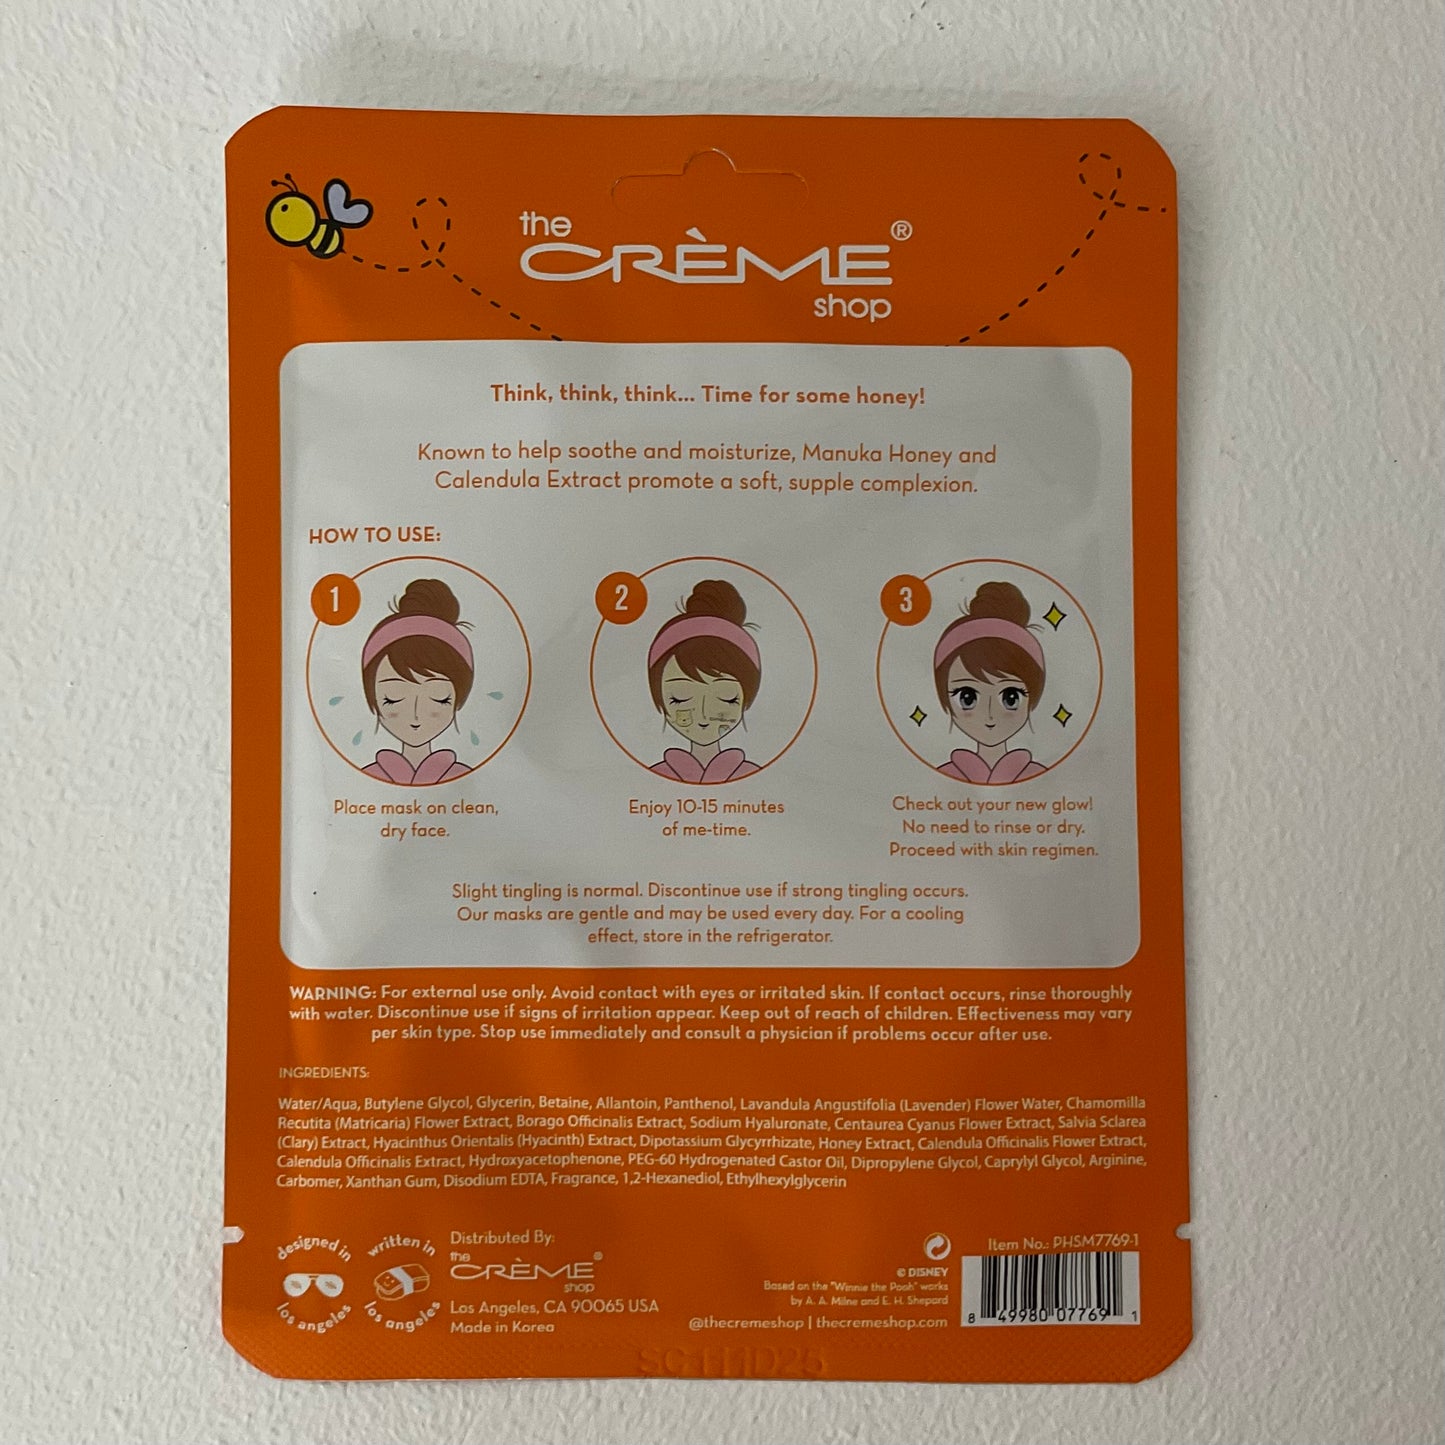 the
CRÈME®
shop
Think, think, think... Time for some honey!
Known to help soothe and moisturize, Manuka Honey and
Calendula Extract promote a soft, supple complexion.
HOW TO USE:
1
2
3
Place mask on clean,
dry face.
Enjoy 10-15 minutes
of me-time.
Check out your new glow!
No need to rinse or dry.
Proceed with skin regimen.
Slight tingling is normal. Discontinue use if strong tingling occurs.
Our masks are gentle and may be used every day. For a cooling
effect, store in the refrigerator.
WARNING: For external use only. Avoid contact with eyes or irritated skin. If contact occurs, rinse thoroughly
with water. Discontinue use if signs of irritation appear. Keep out of reach of children. Effectiveness may vary
per skin type. Stop use immediately and consult a physician if problems occur after use.
INGREDIENTS:
Water/Aqua, Butylene Glycol, Glycerin, Betaine, Allantoin, Panthenol, Lavandula Angustifolia (Lavender) Flower Water, Chamomilla
Recutita (Matricaria) Flower Extract, Borago Officinalis Extract, Sodium Hyaluronate, Centaurea Cyanus Flower Extract, Salvia Sclarea
(Clary) Extract, Hyacinthus Orientalis (Hyacinth) Extract, Dipotassium Glycyrrhizate, Honey Extract, Calendula Officinalis Flower Extract,
Calendula Officinalis Extract, Hydroxyacetophenone, PEG-60 Hydrogenated Castor Oil, Dipropylene Glycol, Caprylyl Glycol, Arginine,
Carbomer, Xanthan Gum, Disodium EDTA, Fragrance, 1,2-Hexanediol, Ethylhexylglycerin
designed in
los angeles
written in
los angeles
Distributed By:
the
CRÈME®
shop
Los Angeles, CA 90065 USA
Made in Korea
© DISNEY
Based on the "Winnie the Pooh" works
by A. A. Milne and E. H. Shepard
@thecremeshop | thecremeshop.com
Item No.: PHSM7769-1
8 49980 07769 1